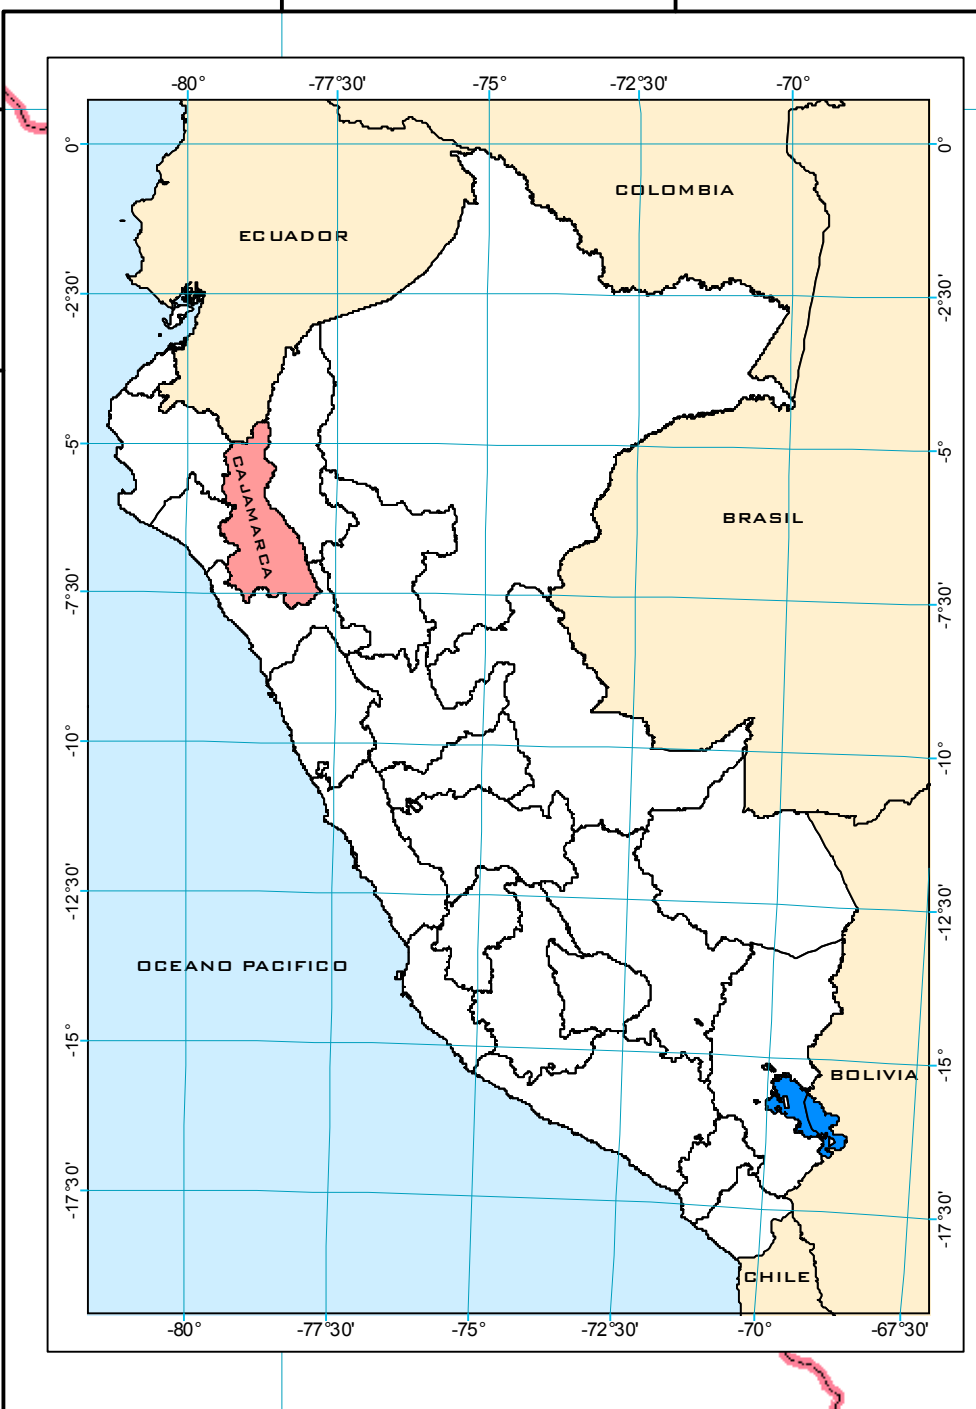 -80° -77°30' -75° -72°30' -70°
0° 0°
COLOMBIA
ECUADOR
-2°30' -2°30'
-5° -5°
CAJAMARCA
BRASIL
-7°30' -7°30'
-10° -10°
-12°30' -12°30'
OCEANO PACIFICO
-15° -15°
BOLIVIA
-17°30' -17°30'
CHILE
-80° -77°30' -75° -72°30' -70° -67°30'